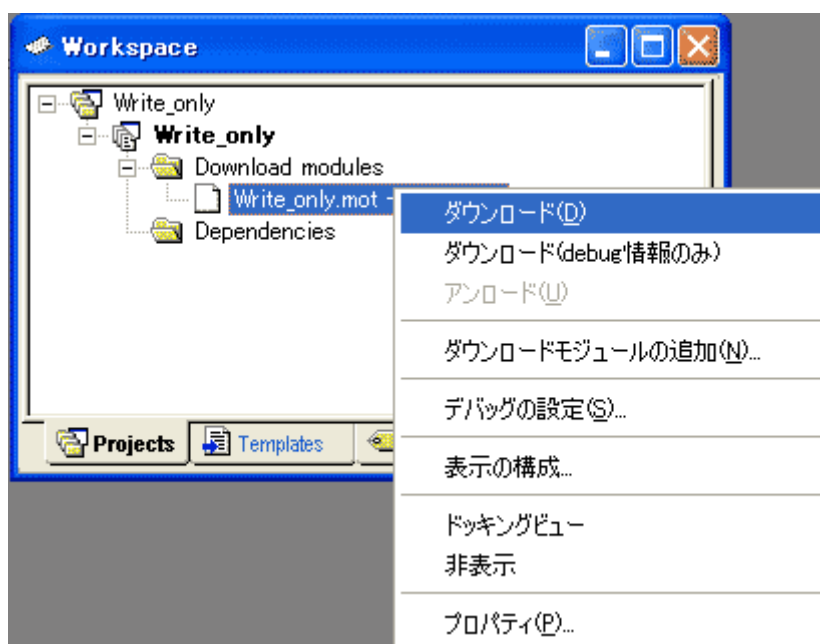 Workspace
Write_only
Write_only
Download modules
Write_only.mot -
Dependencies
Projects
Templates
ダウンロード(D)
ダウンロード(debug情報のみ)
アンロード(U)
ダウンロードモジュールの追加(N)...
デバッグの設定(S)...
表示の構成...
ドッキングビュー
非表示
プロパティ(P)...